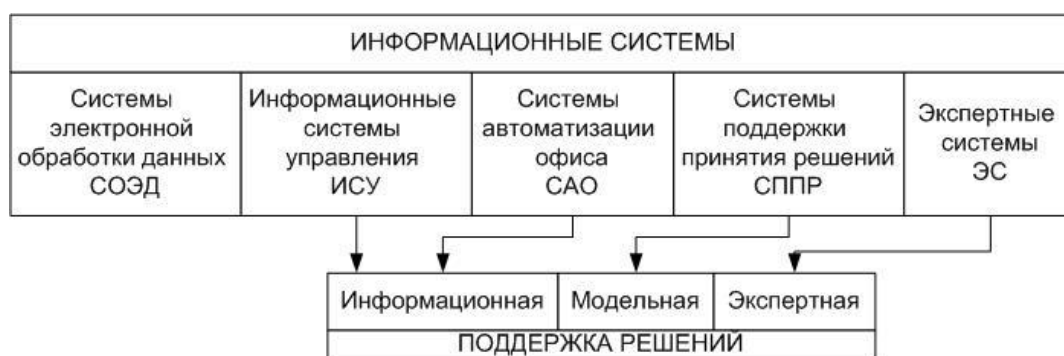 ИНФОРМАЦИОННЫЕ СИСТЕМЫ
Системы
электронной
обработки данных
СОЭД
Информационные
системы
управления
ИСУ
Системы
автоматизации
офиса
САО
Системы
поддержки
принятия решений
СППР
Экспертные
системы
ЭС
Информационная
Модельная
Экспертная
ПОДДЕРЖКА РЕШЕНИЙ